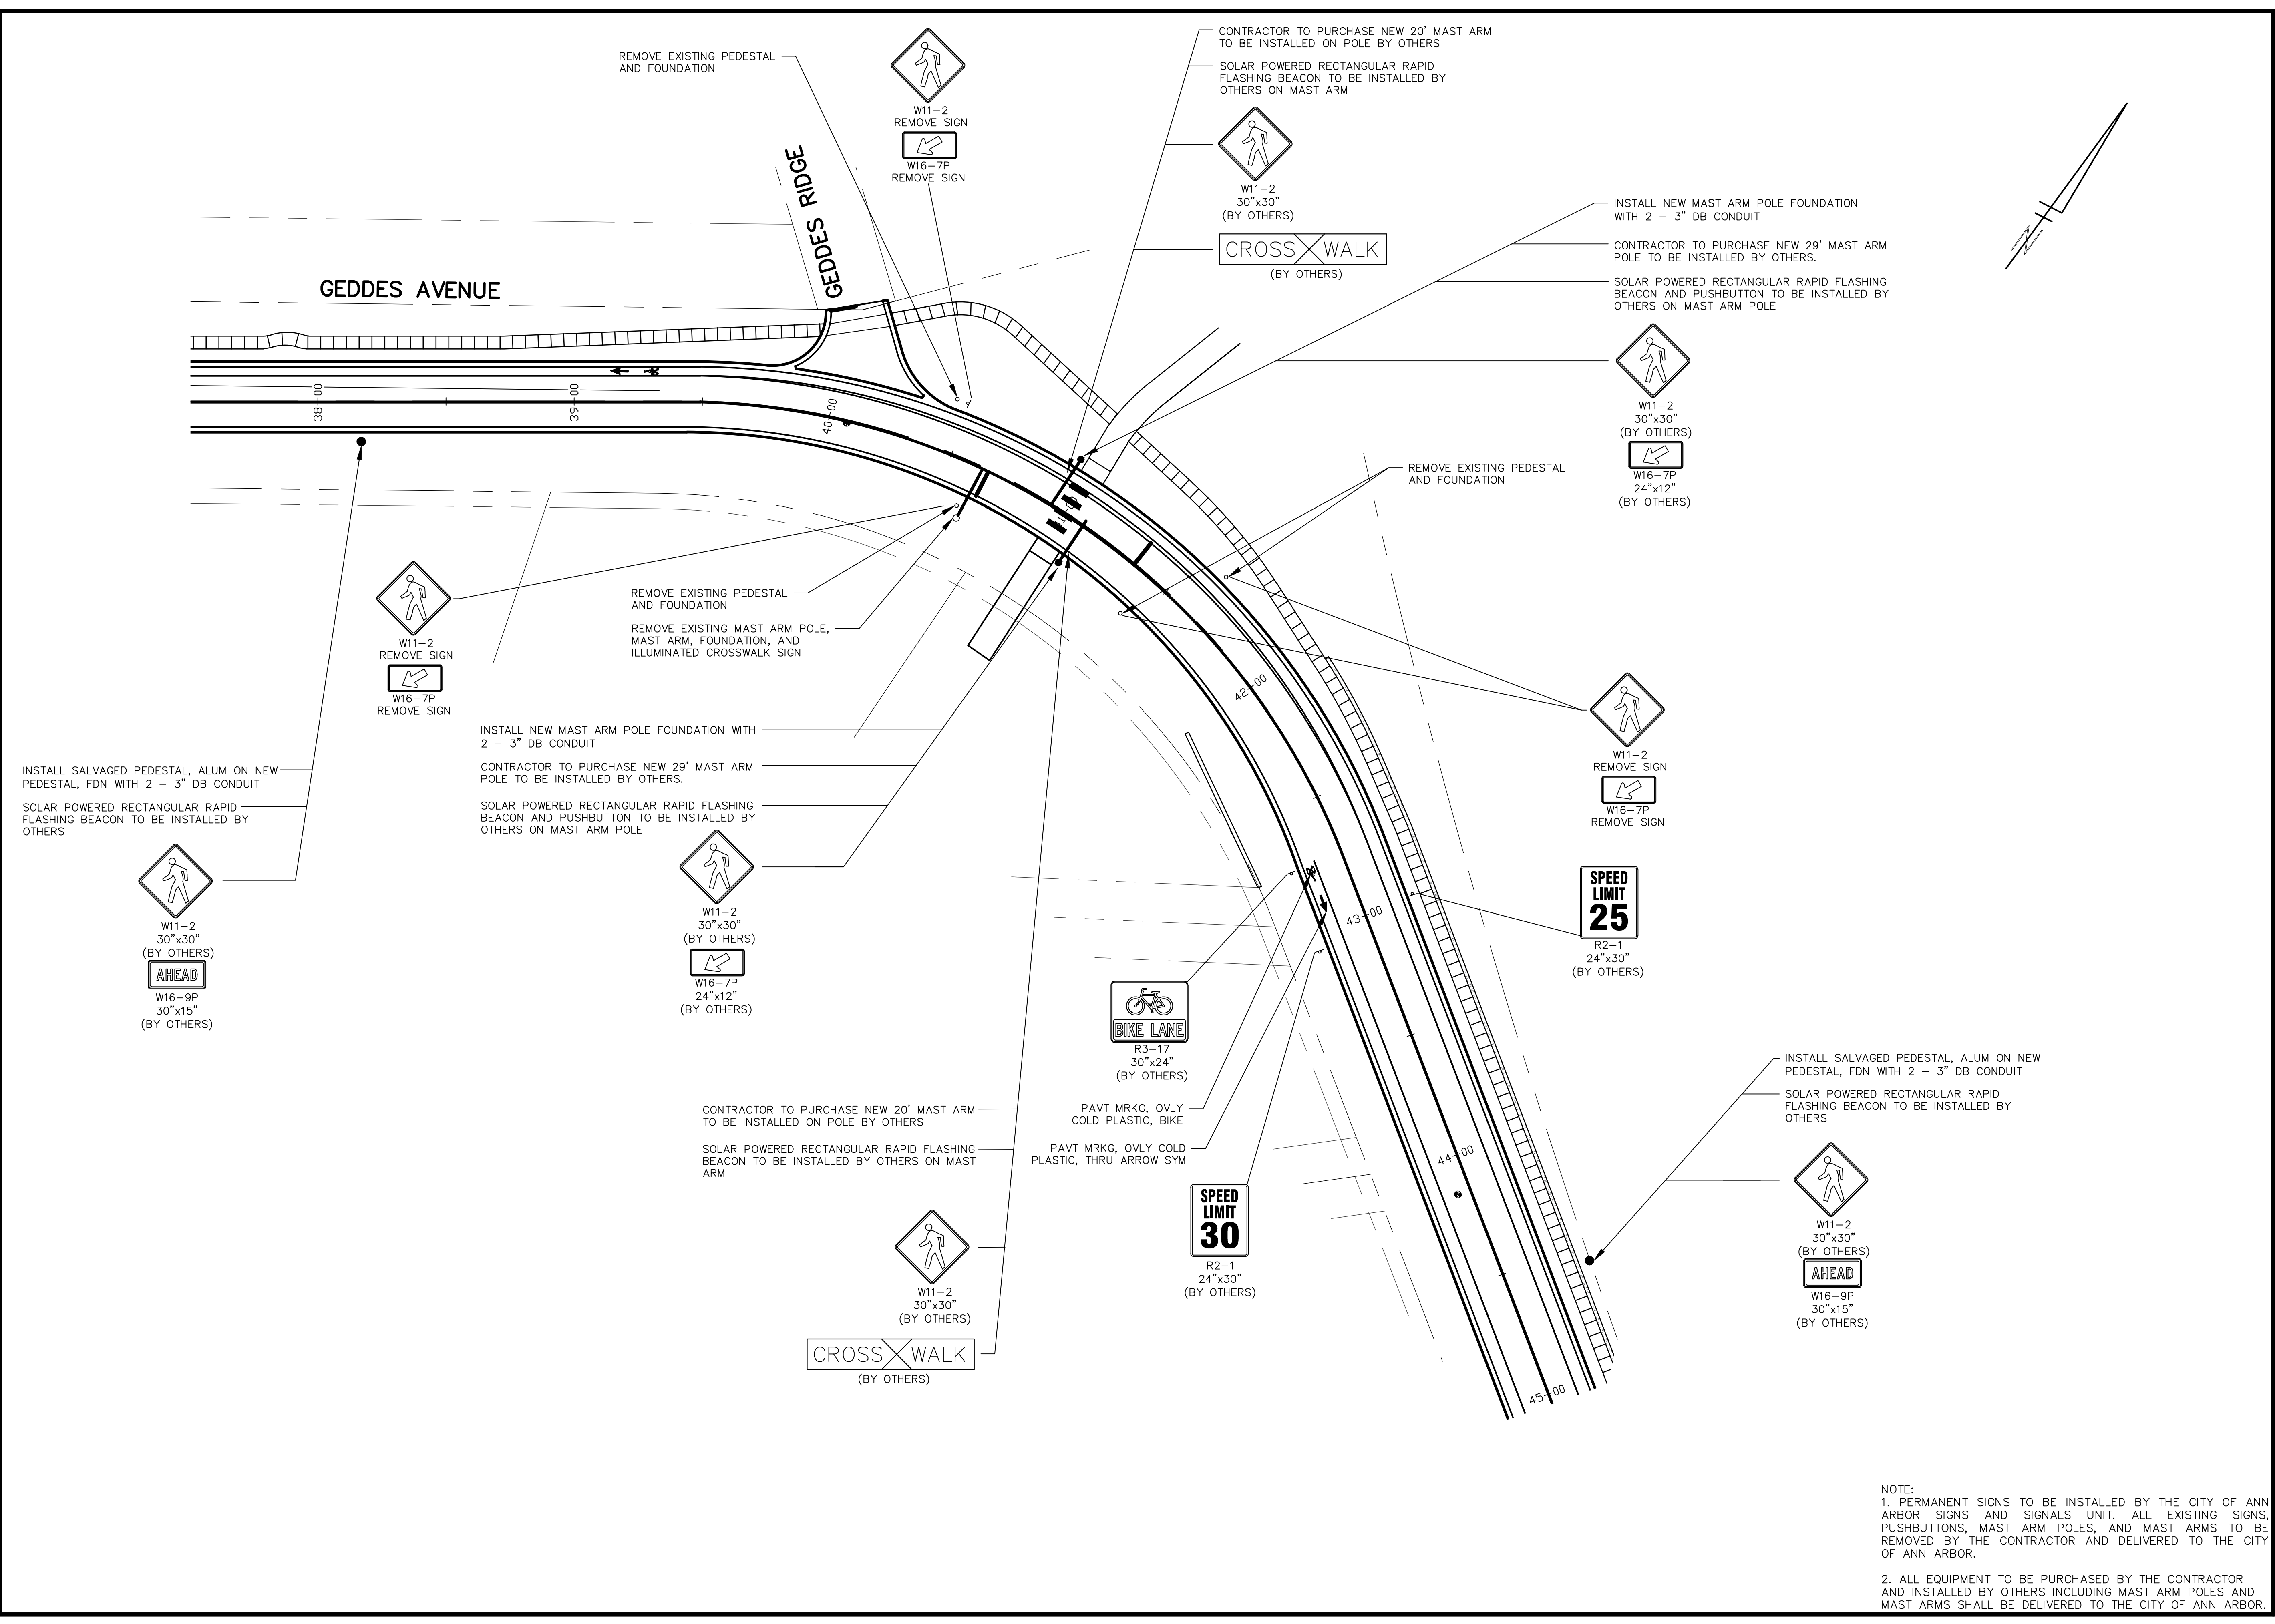 REMOVE EXISTING PEDESTAL
AND FOUNDATION
W11-2
REMOVE SIGN
W16-7P
REMOVE SIGN
CONTRACTOR TO PURCHASE NEW 20' MAST ARM
TO BE INSTALLED ON POLE BY OTHERS
SOLAR POWERED RECTANGULAR RAPID
FLASHING BEACON TO BE INSTALLED BY
OTHERS ON MAST ARM
W11-2
30"x30"
(BY OTHERS)
CROSS WALK
(BY OTHERS)
INSTALL NEW MAST ARM POLE FOUNDATION
WITH 2 - 3" DB CONDUIT
CONTRACTOR TO PURCHASE NEW 29' MAST ARM
POLE TO BE INSTALLED BY OTHERS.
SOLAR POWERED RECTANGULAR RAPID FLASHING
BEACON AND PUSHBUTTON TO BE INSTALLED BY
OTHERS ON MAST ARM POLE
W11-2
30"x30"
(BY OTHERS)
W16-7P
24"x12"
(BY OTHERS)
N
GEDDES RIDGE
GEDDES AVENUE
38+00
39+00
40+00
42+00
43+00
44+00
45+00
REMOVE EXISTING PEDESTAL
AND FOUNDATION
W11-2
REMOVE SIGN
W16-7P
REMOVE SIGN
REMOVE EXISTING PEDESTAL
AND FOUNDATION
REMOVE EXISTING MAST ARM POLE,
MAST ARM, FOUNDATION, AND
ILLUMINATED CROSSWALK SIGN
W11-2
REMOVE SIGN
W16-7P
REMOVE SIGN
INSTALL NEW MAST ARM POLE FOUNDATION WITH
2 - 3" DB CONDUIT
CONTRACTOR TO PURCHASE NEW 29' MAST ARM
POLE TO BE INSTALLED BY OTHERS.
SOLAR POWERED RECTANGULAR RAPID FLASHING
BEACON AND PUSHBUTTON TO BE INSTALLED BY
OTHERS ON MAST ARM POLE
W11-2
30"x30"
(BY OTHERS)
W16-7P
24"x12"
(BY OTHERS)
INSTALL SALVAGED PEDESTAL, ALUM ON NEW
PEDESTAL, FDN WITH 2 - 3" DB CONDUIT
SOLAR POWERED RECTANGULAR RAPID
FLASHING BEACON TO BE INSTALLED BY
OTHERS
W11-2
30"x30"
(BY OTHERS)
AHEAD
W16-9P
30"x15"
(BY OTHERS)
SPEED
LIMIT
25
R2-1
24"x30"
(BY OTHERS)
BIKE LANE
R3-17
30"x24"
(BY OTHERS)
PAVT MRKG, OVLY
COLD PLASTIC, BIKE
PAVT MRKG, OVLY COLD
PLASTIC, THRU ARROW SYM
SPEED
LIMIT
30
R2-1
24"x30"
(BY OTHERS)
CONTRACTOR TO PURCHASE NEW 20' MAST ARM
TO BE INSTALLED ON POLE BY OTHERS
SOLAR POWERED RECTANGULAR RAPID FLASHING
BEACON TO BE INSTALLED BY OTHERS ON MAST
ARM
W11-2
30"x30"
(BY OTHERS)
CROSS WALK
(BY OTHERS)
INSTALL SALVAGED PEDESTAL, ALUM ON NEW
PEDESTAL, FDN WITH 2 - 3" DB CONDUIT
SOLAR POWERED RECTANGULAR RAPID
FLASHING BEACON TO BE INSTALLED BY
OTHERS
W11-2
30"x30"
(BY OTHERS)
AHEAD
W16-9P
30"x15"
(BY OTHERS)
NOTE:
1. PERMANENT SIGNS TO BE INSTALLED BY THE CITY OF ANN
ARBOR SIGNS AND SIGNALS UNIT. ALL EXISTING SIGNS,
PUSHBUTTONS, MAST ARM POLES, AND MAST ARMS TO BE
REMOVED BY THE CONTRACTOR AND DELIVERED TO THE CITY
OF ANN ARBOR.
2. ALL EQUIPMENT TO BE PURCHASED BY THE CONTRACTOR
AND INSTALLED BY OTHERS INCLUDING MAST ARM POLES AND
MAST ARMS SHALL BE DELIVERED TO THE CITY OF ANN ARBOR.